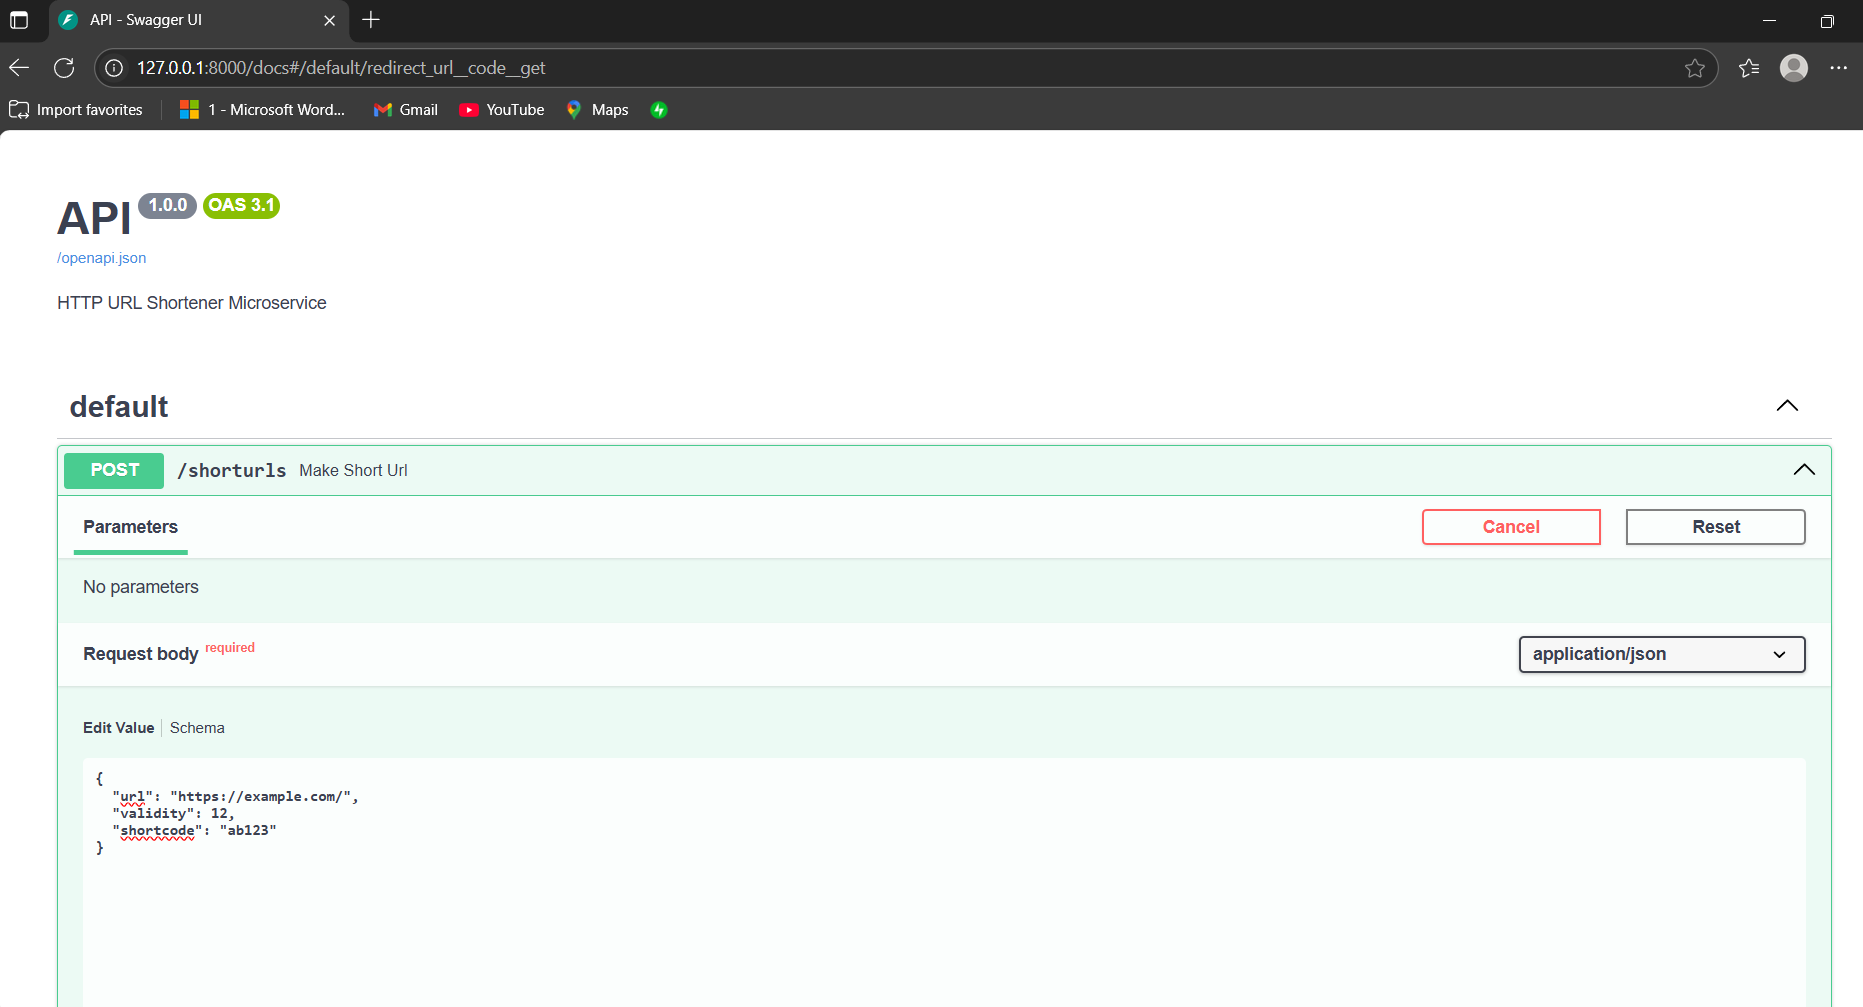 API - Swagger UI
127.0.0.1:8000/docs#/default/redirect_url__code__get
Import favorites
1 - Microsoft Word...
Gmail
YouTube
Maps
API 1.0.0 OAS 3.1
/openapi.json
HTTP URL Shortener Microservice
default
POST /shorturls Make Short Url
Parameters
Cancel
Reset
No parameters
Request body required
application/json
Edit Value
Schema
{
"url": "https://example.com/",
"validity": 12,
"shortcode": "ab123"
}